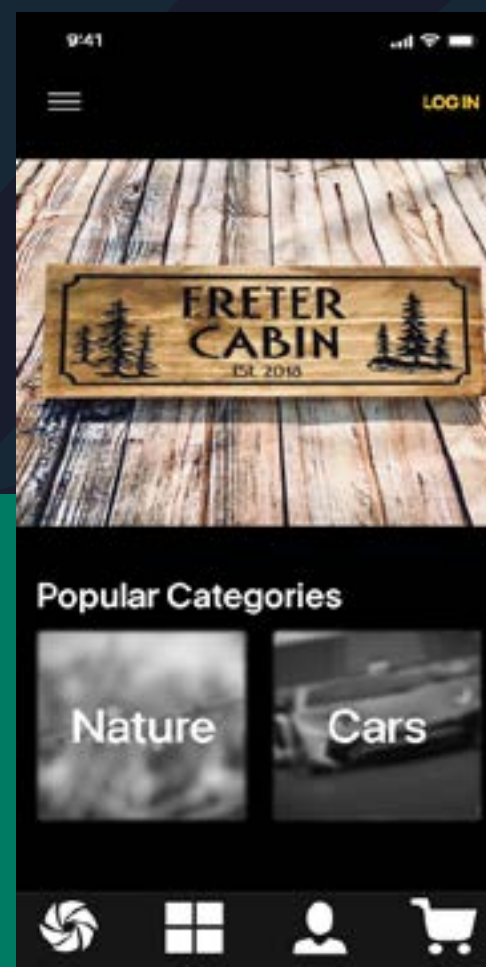 9:41
LOG IN
FRETER
CABIN
EST. 2018
Popular Categories
Nature
Cars